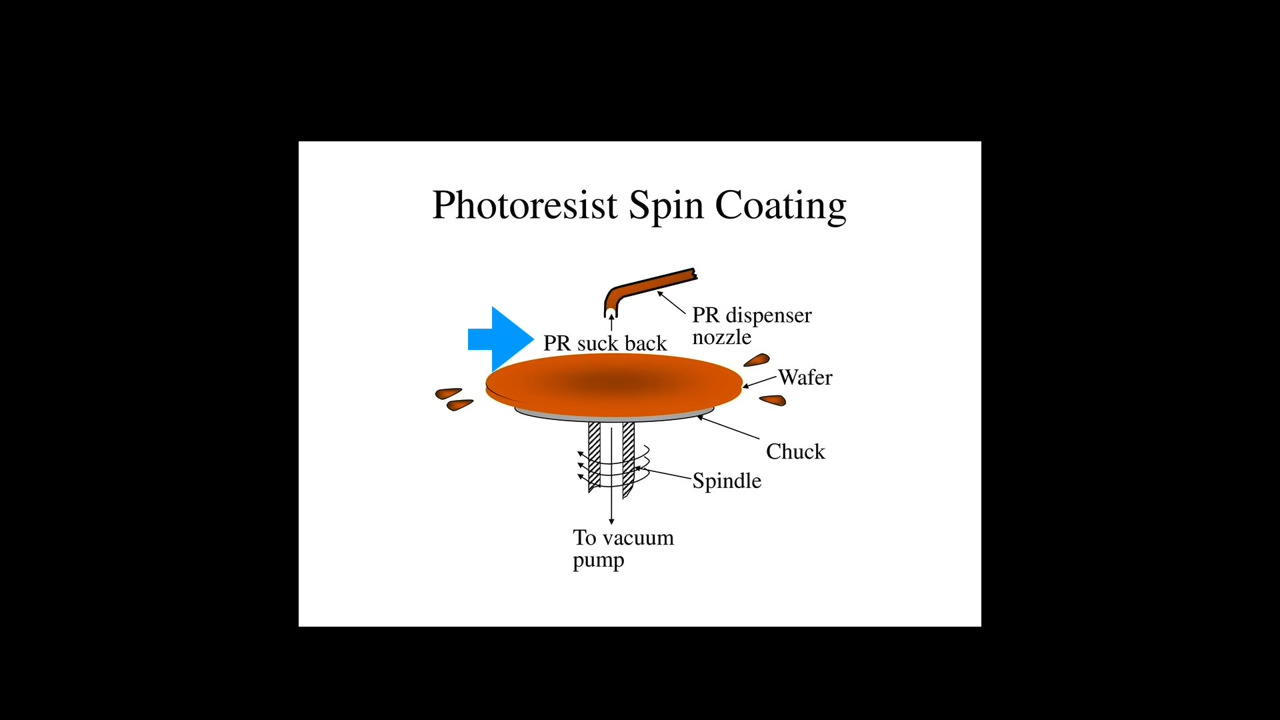 Photoresist Spin Coating
PR dispenser
nozzle
PR suck back
Wafer
Chuck
Spindle
To vacuum
pump